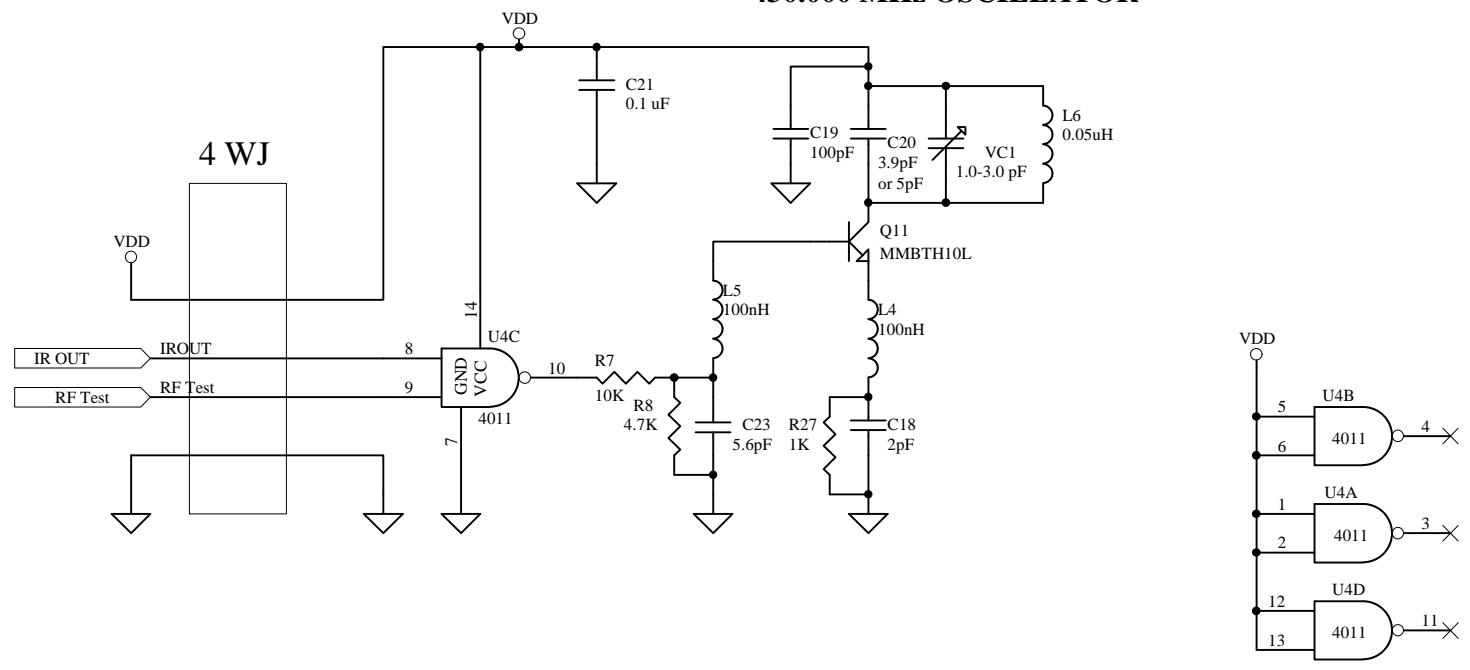 VDD
C21
0.1 uF
C19
100pF
C20
3.9pF
or 5pF
VC1
1.0-3.0 pF
L6
0.05uH
4 WJ
VDD
Q11
MMBTH10L
L5
100nH
L4
100nH
14
U4C
IR OUT
IROUT
8
RF Test
RF Test
9
GND
VCC
10
4011
7
R7
10K
R8
4.7K
C23
5.6pF
R27
1K
C18
2pF
VDD
U4B
5
6
4011
4
U4A
1
2
4011
3
U4D
12
13
4011
11